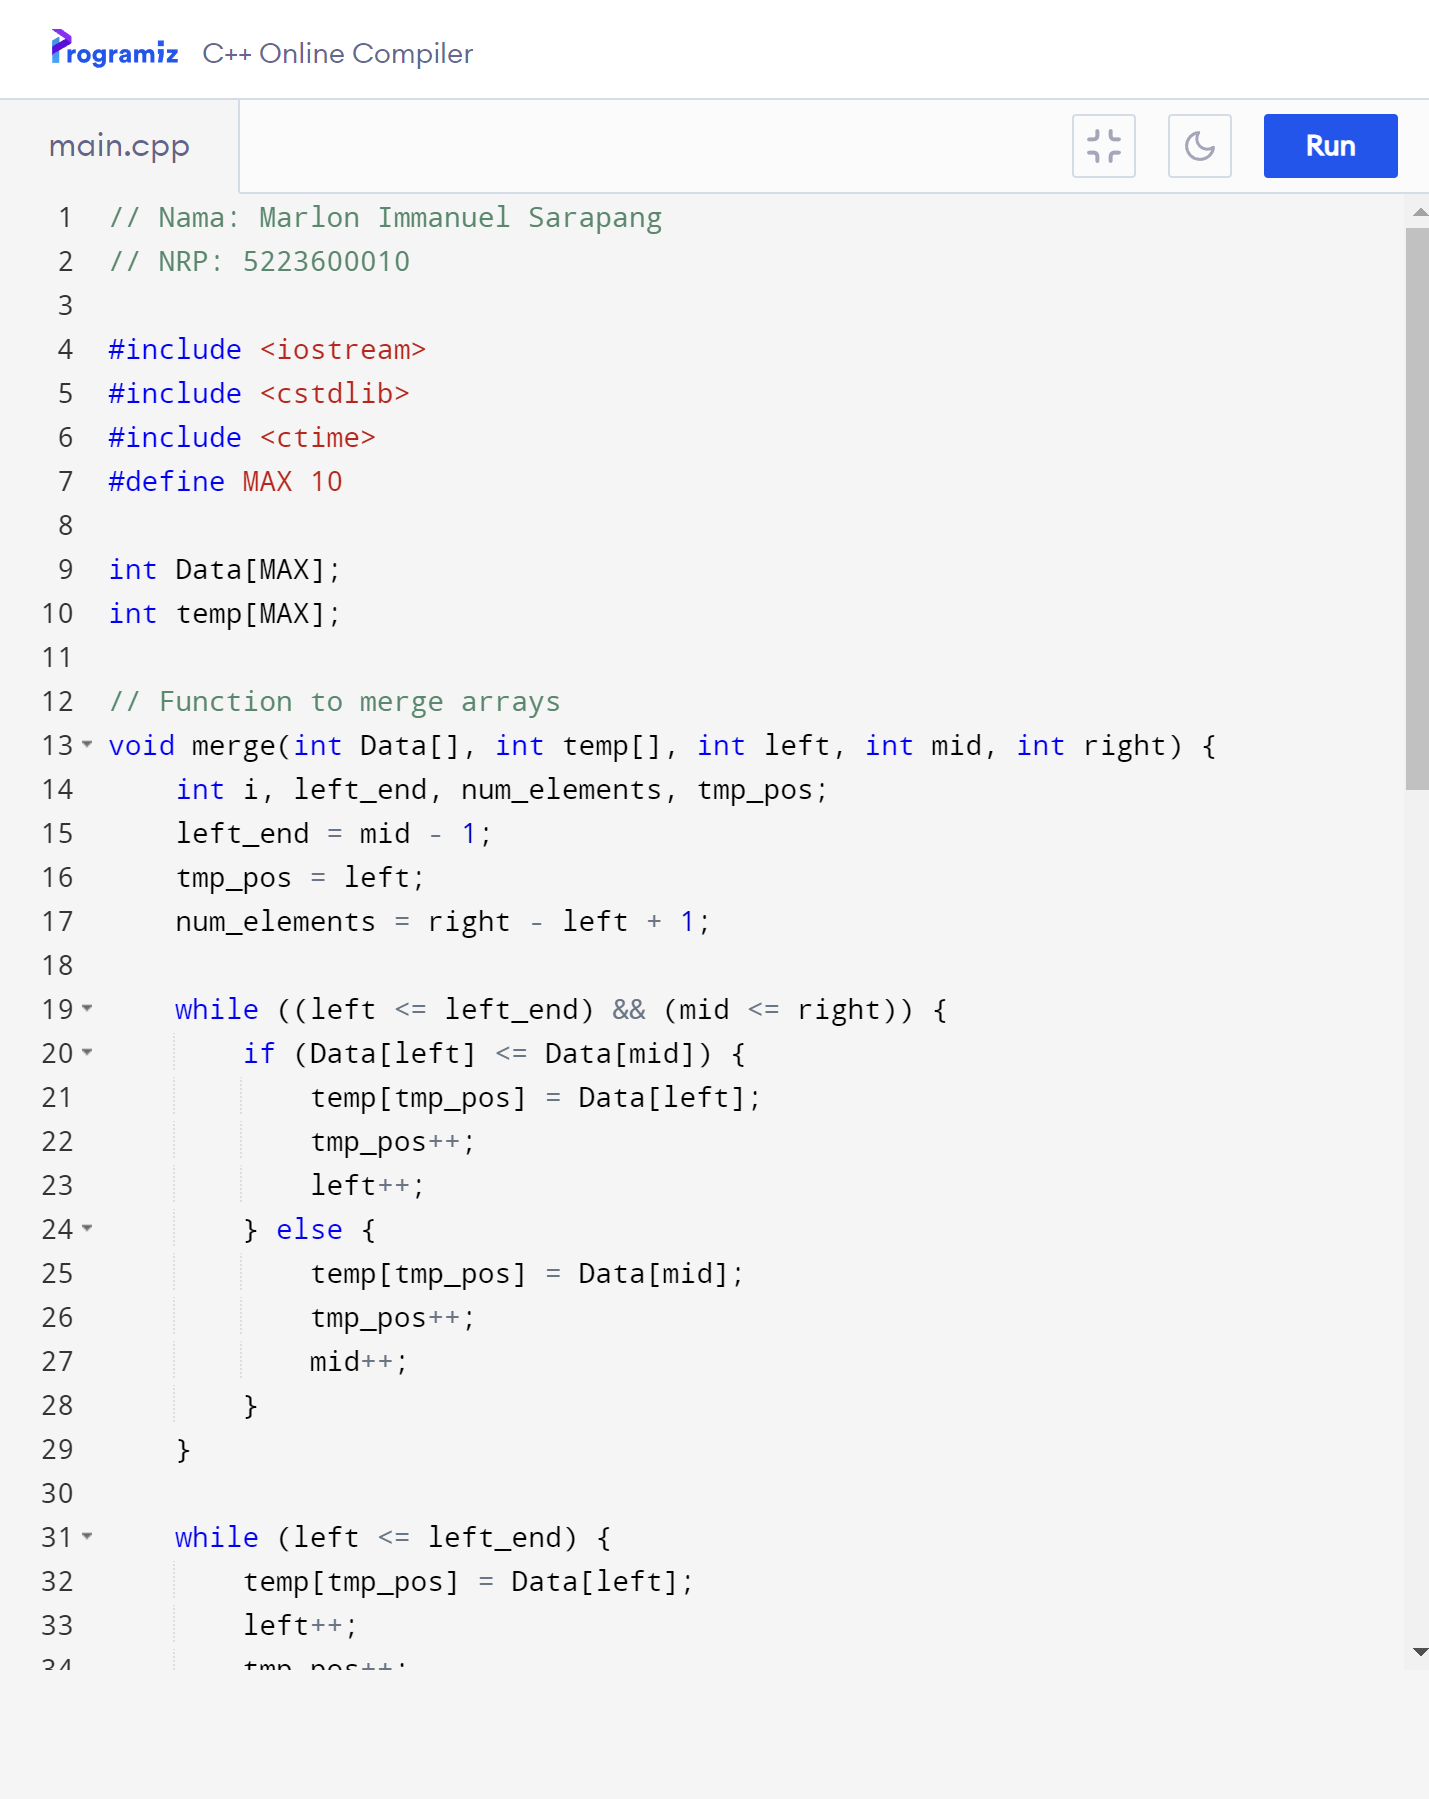 Programiz C++ Online Compiler
main.cpp Run
1 // Nama: Marlon Immanuel Sarapang
2 // NRP: 5223600010
3
4 #include <iostream>
5 #include <cstdlib>
6 #include <ctime>
7 #define MAX 10
8
9 int Data[MAX];
10 int temp[MAX];
11
12 // Function to merge arrays
13 void merge(int Data[], int temp[], int left, int mid, int right) {
14     int i, left_end, num_elements, tmp_pos;
15     left_end = mid - 1;
16     tmp_pos = left;
17     num_elements = right - left + 1;
18
19     while ((left <= left_end) && (mid <= right)) {
20         if (Data[left] <= Data[mid]) {
21             temp[tmp_pos] = Data[left];
22             tmp_pos++;
23             left++;
24         } else {
25             temp[tmp_pos] = Data[mid];
26             tmp_pos++;
27             mid++;
28         }
29     }
30
31     while (left <= left_end) {
32         temp[tmp_pos] = Data[left];
33         left++;
34         tmp_pos++;